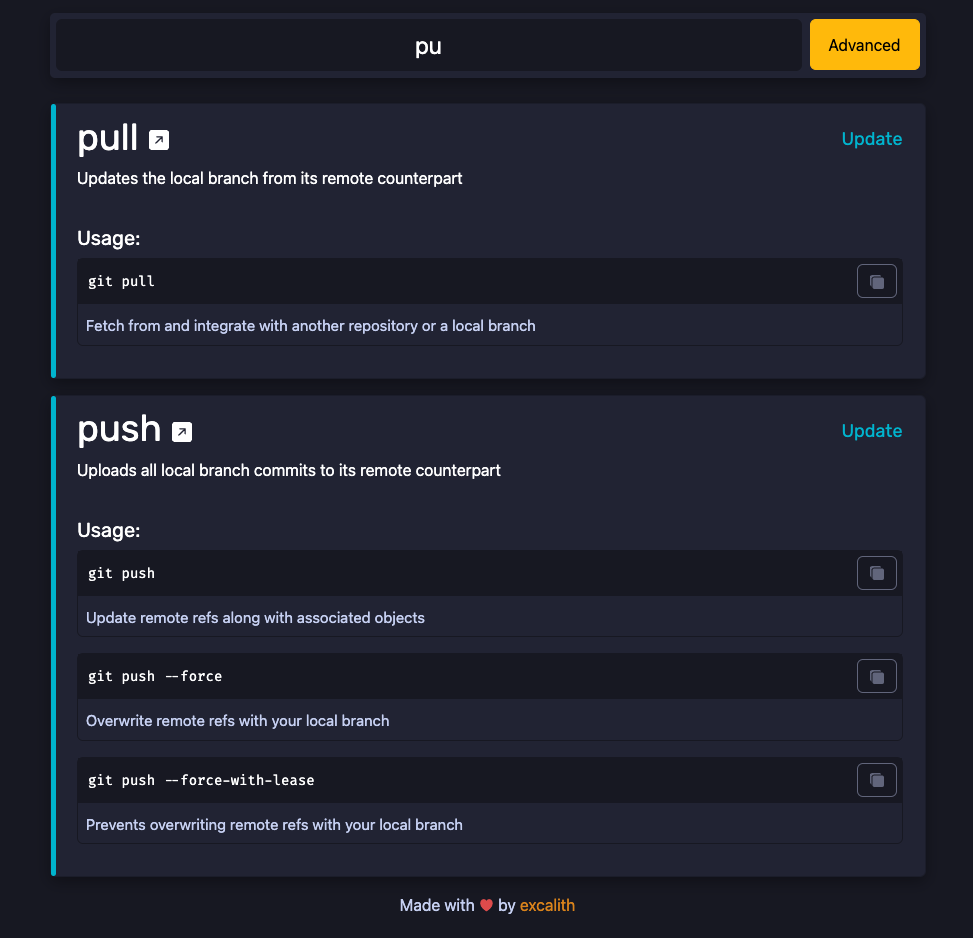 pu
Advanced
pull
Update
Updates the local branch from its remote counterpart
Usage:
git pull
Fetch from and integrate with another repository or a local branch
push
Update
Uploads all local branch commits to its remote counterpart
Usage:
git push
Update remote refs along with associated objects
git push --force
Overwrite remote refs with your local branch
git push --force-with-lease
Prevents overwriting remote refs with your local branch
Made with ❤ by excalith